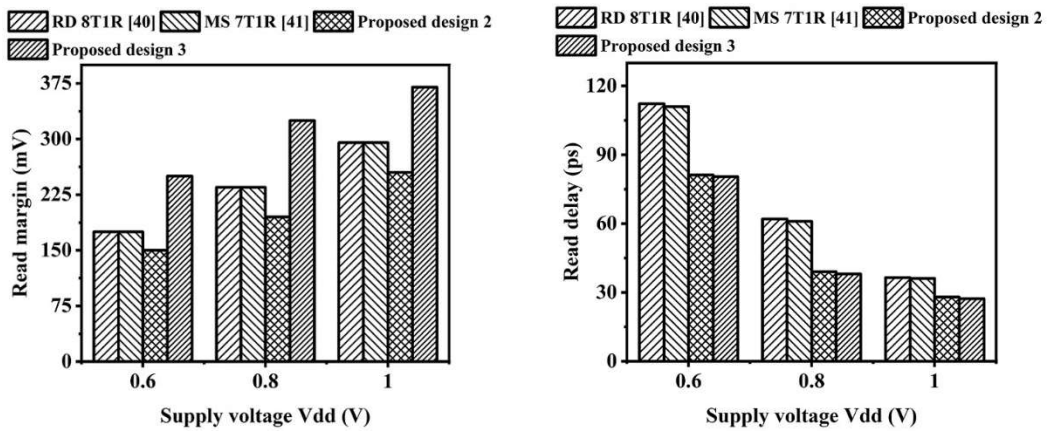 RD 8T1R [40] MS 7T1R [41] Proposed design 2
Proposed design 3
375
300
225
150
75
0
Read margin (mV)
0.6 0.8 1
Supply voltage Vdd (V)
RD 8T1R [40] MS 7T1R [41] Proposed design 2
Proposed design 3
120
90
60
30
0
Read delay (ps)
0.6 0.8 1
Supply voltage Vdd (V)